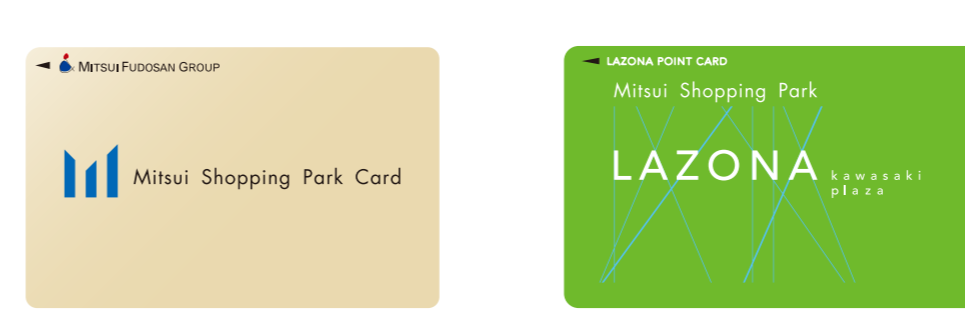 MITSUI FUDOSAN GROUP
Mitsui Shopping Park Card
LAZONA POINT CARD
Mitsui Shopping Park
LAZONA kawasaki
plaza